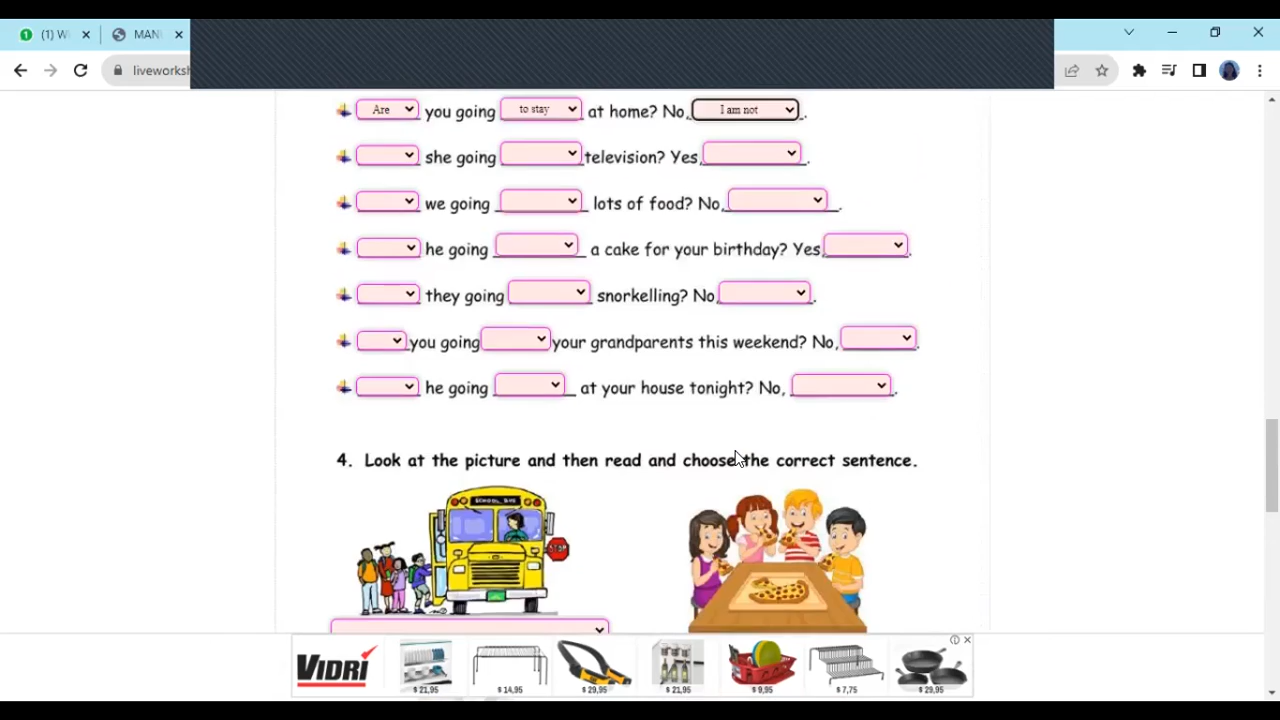 (1) W
MAN
liveworksh
Are you going to stay at home? No, I am not .
she going television? Yes, .
we going lots of food? No, .
he going a cake for your birthday? Yes, .
they going snorkelling? No, .
you going your grandparents this weekend? No, .
he going at your house tonight? No, .
4. Look at the picture and then read and choose the correct sentence.
SCHOOL BUS
STOP
VIDRI
$ 21,95 $ 14,95 $ 29,95 $ 21,95 $ 9,95 $ 7,75 $ 29,95